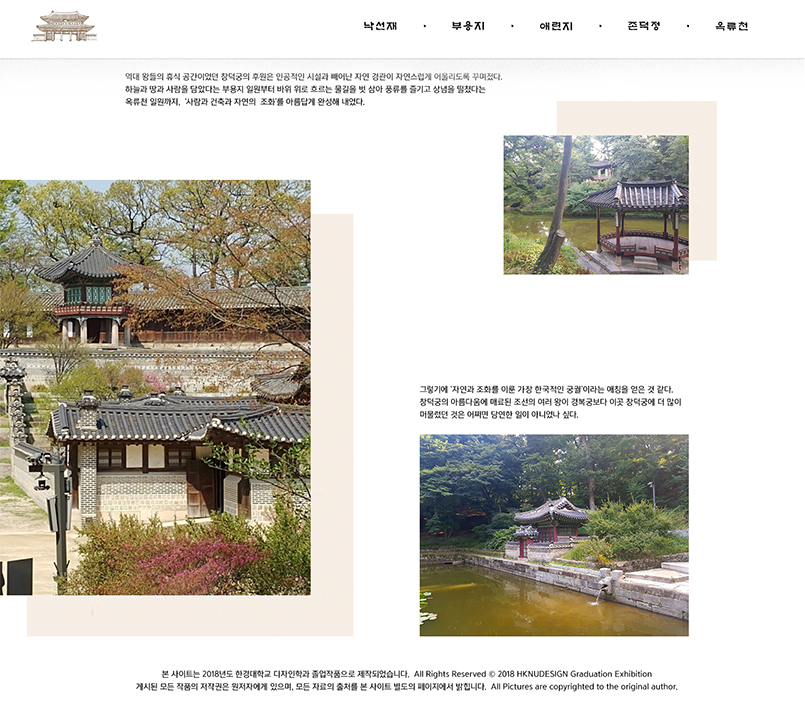 낙선재 · 부용지 · 애련지 · 존덕정 · 옥류천
역대 왕들의 휴식 공간이었던 창덕궁의 후원은 인공적인 시설과 빼어난 자연 경관이 자연스럽게 어울리도록 꾸며졌다.
하늘과 땅과 사람을 담았다는 부용지 일원부터 바위 위로 흐르는 물길을 벗 삼아 풍류를 즐기고 상념을 떨쳤다는
옥류천 일원까지, '사람과 건축과 자연의 조화'를 아름답게 완성해 내었다.
그렇기에 '자연과 조화를 이룬 가장 한국적인 궁궐'이라는 애칭을 얻은 것 같다.
창덕궁의 아름다움에 매료된 조선의 여러 왕이 경복궁보다 이곳 창덕궁에 더 많이
머물렀던 것은 어쩌면 당연한 일이 아니었나 싶다.
본 사이트는 2018년도 한경대학교 디자인학과 졸업작품으로 제작되었습니다. All Rights Reserved © 2018 HKNUDESIGN Graduation Exhibition
게시된 모든 작품의 저작권은 원저자에게 있으며, 모든 자료의 출처를 본 사이트 별도의 페이지에서 밝힙니다. All Pictures are copyrighted to the original author.